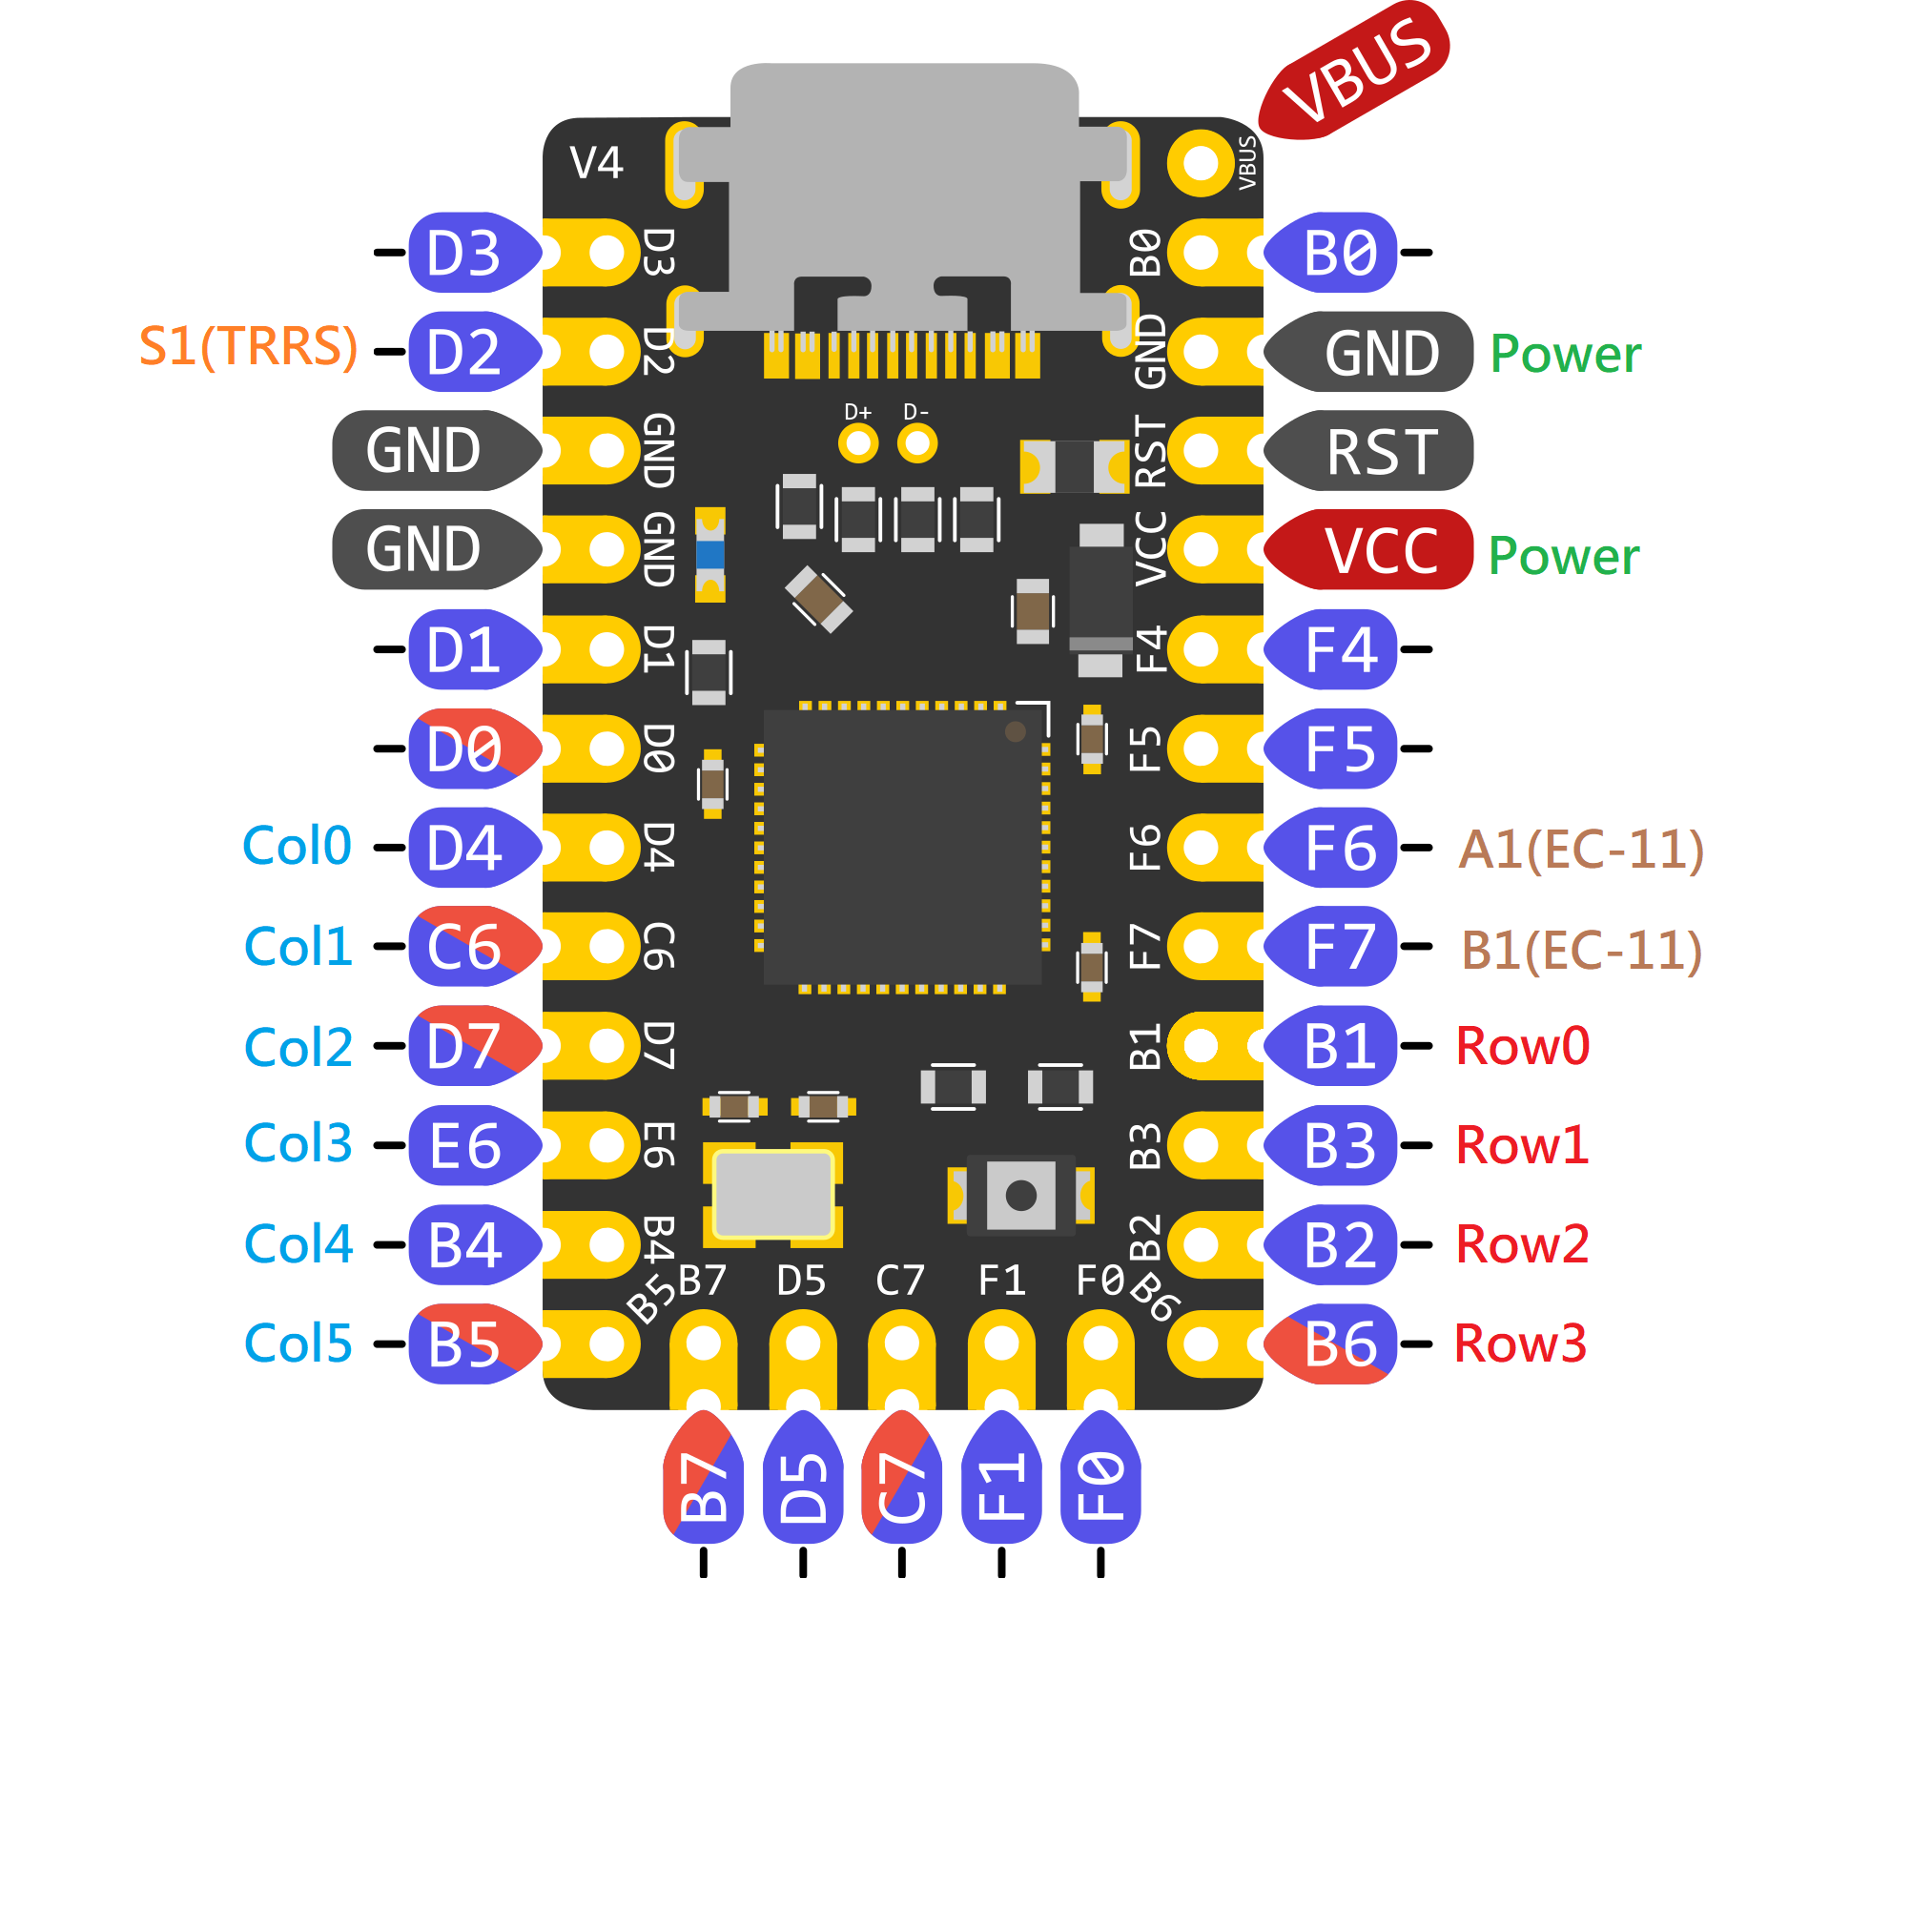 VBUS
V4
VBUS
D3 D3 B0 B0
S1(TRRS) D2 D2 GND GND Power
D+ D-
GND GND RST RST
GND GND VCC VCC Power
D1 D1 F4 F4
D0 D0 F5 F5
Col0 D4 D4 F6 F6 A1(EC-11)
Col1 C6 C6 F7 F7 B1(EC-11)
Col2 D7 D7 B1 B1 Row0
Col3 E6 E6 B3 B3 Row1
Col4 B4 B4 B2 B2 Row2
B5 B7 D5 C7 F1 F0 B6
Col5 B5 B6 Row3
B7 D5 C7 F1 F0